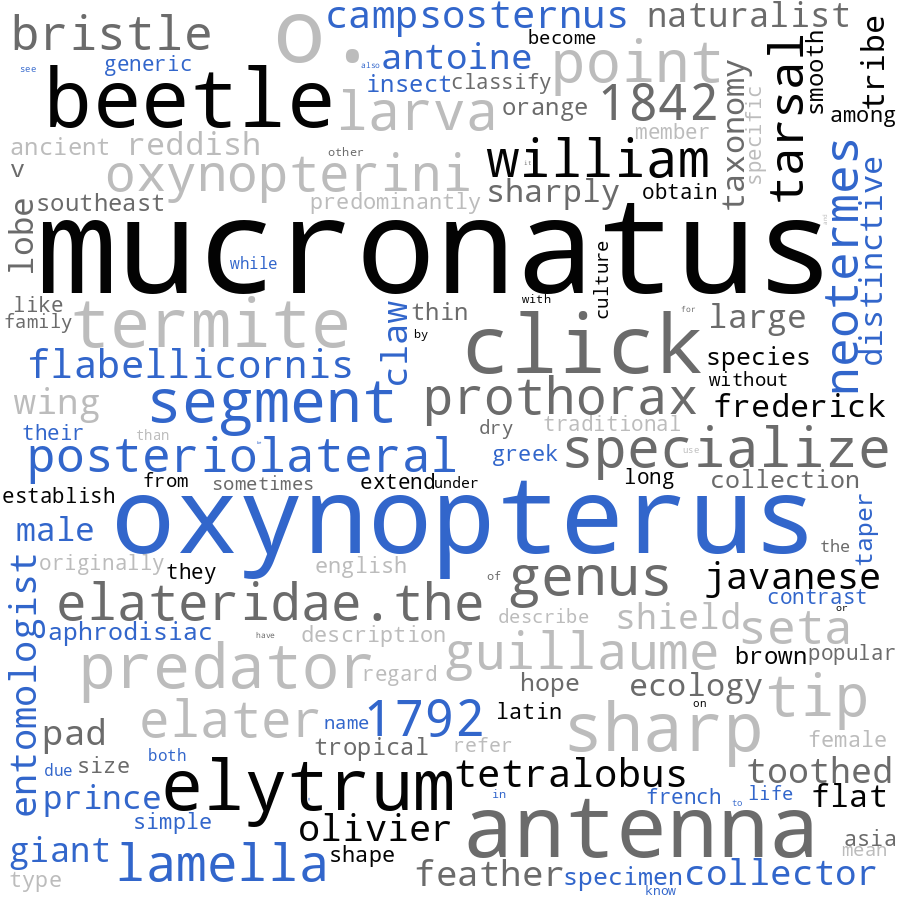 campsosternus naturalist
bristle o. become
antoine
see generic also insect classify point smooth tribe
beetle larva orange 1842 taxonomy specific tarsal among
ancient reddish other member
v oxynopterini william
southeast predominantly sharply obtain
lobe mucronatus neotermes distinctive
while culture
like with for
family termite claw thin click large
by species
flabellicornis without
wing segment prothorax frederick
their than dry traditional
posteriolateral greek specialize use
from sometimes extend under long collection
establish
male oxynopterus taper
the
originally they english
of genus javanese
entomologist elateridae.the contrast
describe shield or
aphrodisiac have description seta
predator regard guillaume brown popular
hope ecology tip
elater name 1792 latin on
pad tropical refer sharp female
due size both
elytrum tetralobus toothed
prince in french to life flat
simple olivier antenna
giant lamella shape asia
mean
type feather specimen collector
know